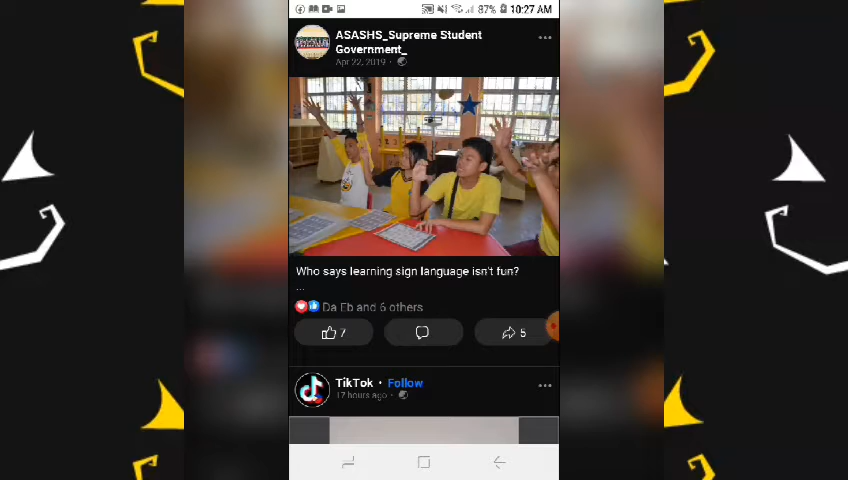 87% 10:27 AM
ASASHS_Supreme Student
Government_
Apr 22, 2019 ·
Who says learning sign language isn't fun?
...
Da Eb and 6 others
7
5
TikTok • Follow
17 hours ago ·